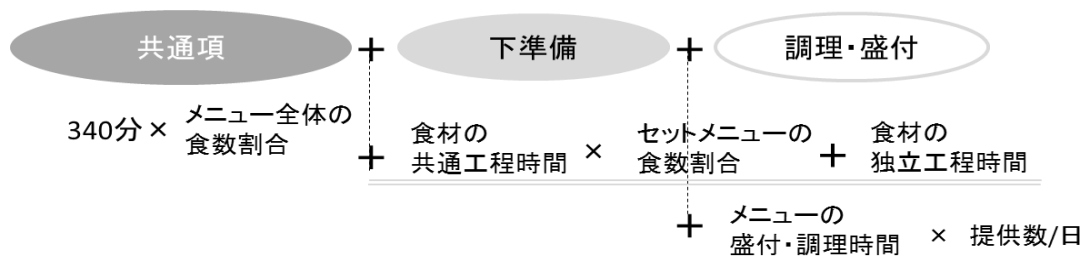 共通項 + 下準備 + 調理・盛付
340分 × メニュー全体の
食数割合
+ 食材の
共通工程時間 × セットメニューの
食数割合 + 食材の
独立工程時間
+ メニューの
盛付・調理時間 × 提供数/日